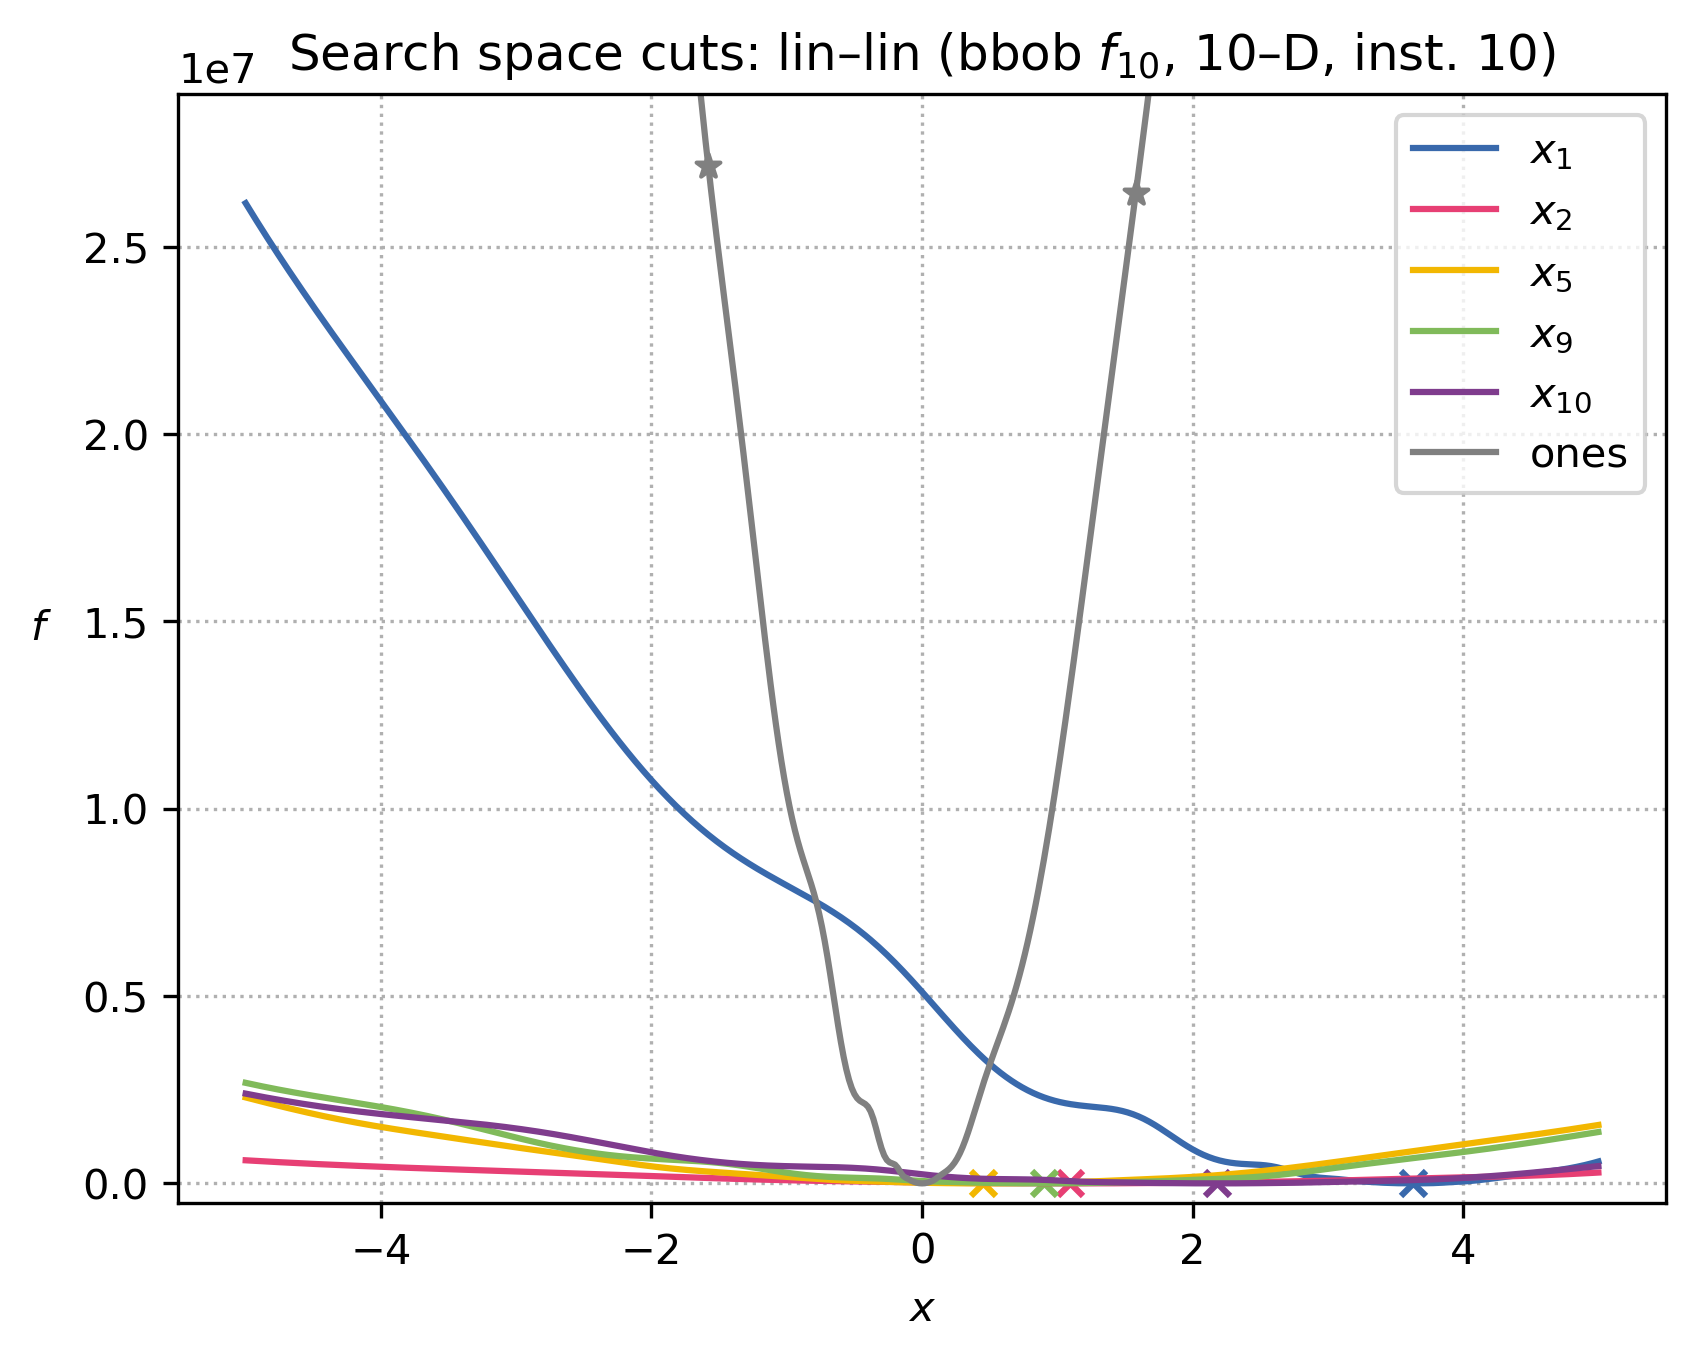 Search space cuts: lin–lin (bbob f10, 10–D, inst. 10)
1e7
2.5
2.0
1.5
1.0
0.5
0.0
f
−4
−2
0
2
4
x
x1
x2
x5
x9
x10
ones